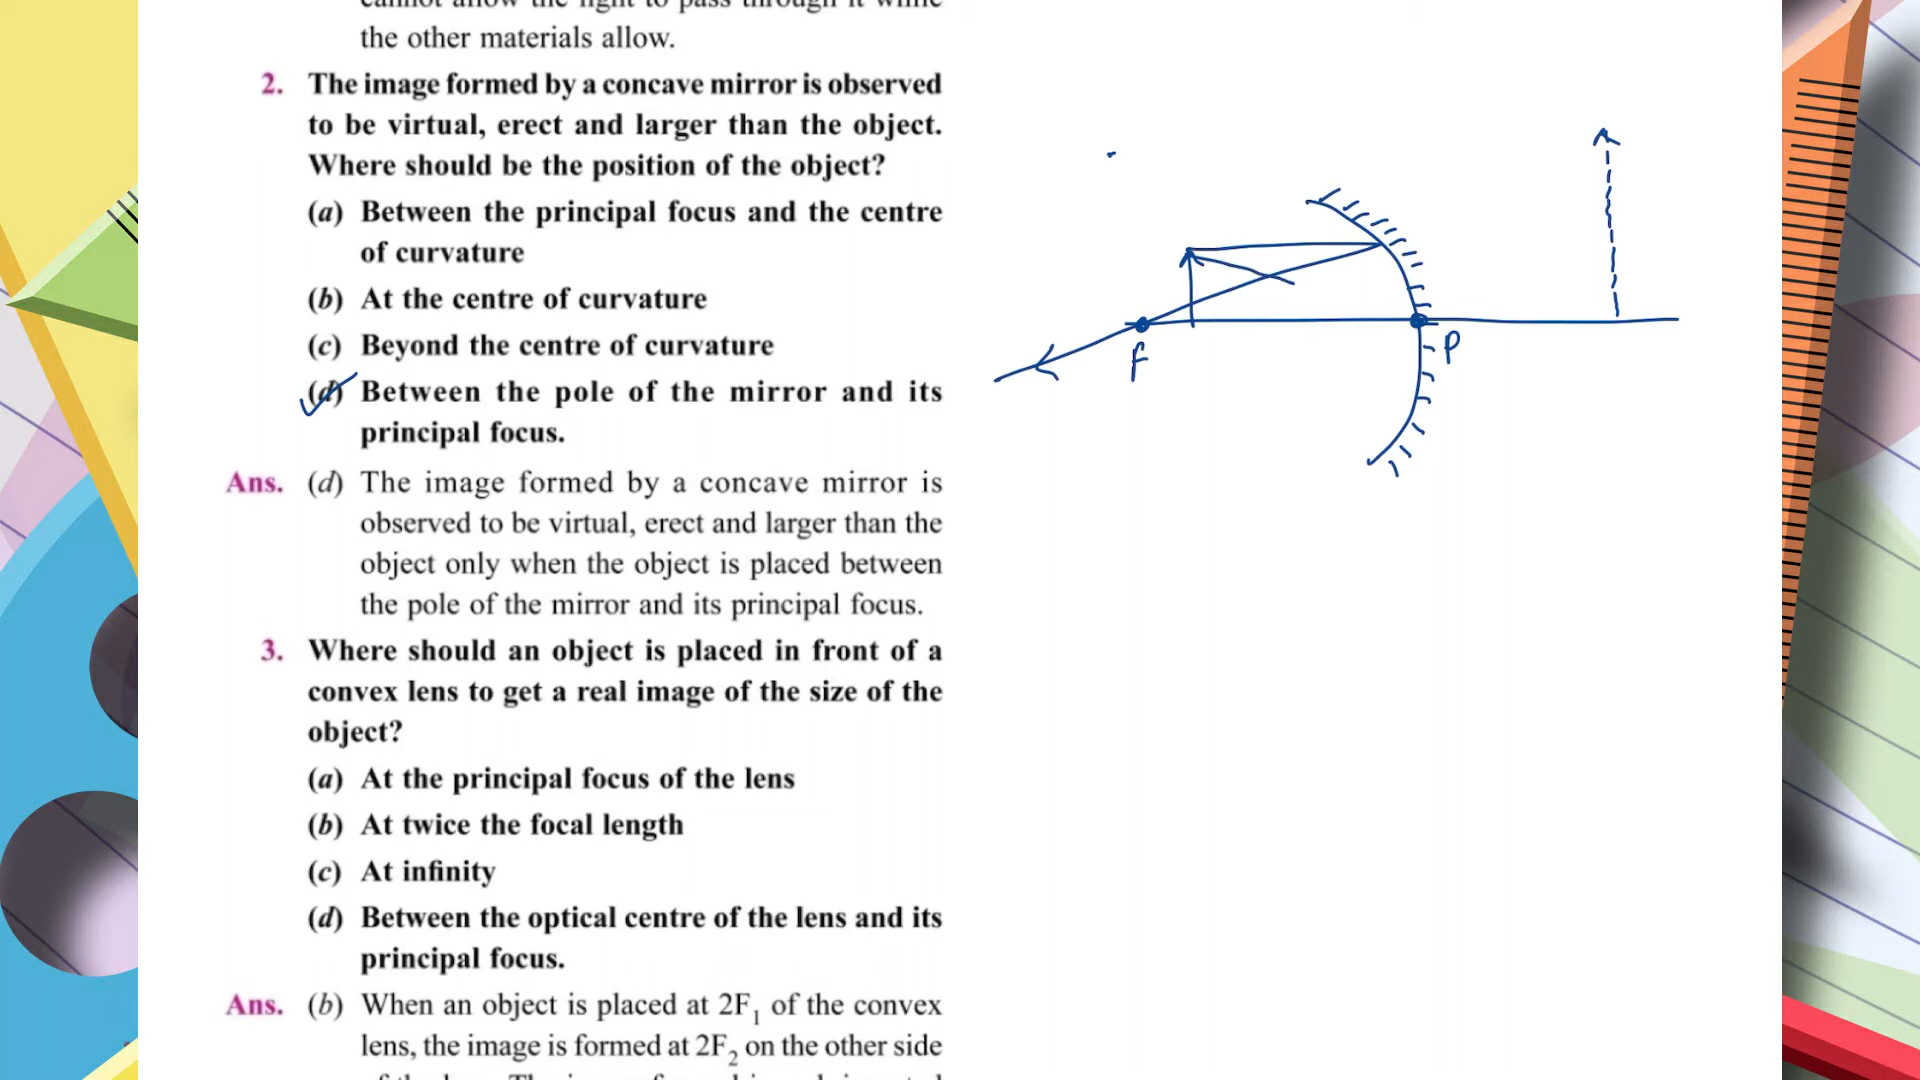 the other materials allow.
2. The image formed by a concave mirror is observed
to be virtual, erect and larger than the object.
Where should be the position of the object?
(a) Between the principal focus and the centre
of curvature
(b) At the centre of curvature
(c) Beyond the centre of curvature
(d) Between the pole of the mirror and its
principal focus.
Ans. (d) The image formed by a concave mirror is
observed to be virtual, erect and larger than the
object only when the object is placed between
the pole of the mirror and its principal focus.
3. Where should an object is placed in front of a
convex lens to get a real image of the size of the
object?
(a) At the principal focus of the lens
(b) At twice the focal length
(c) At infinity
(d) Between the optical centre of the lens and its
principal focus.
Ans. (b) When an object is placed at 2F₁ of the convex
lens, the image is formed at 2F₂ on the other side
F
P